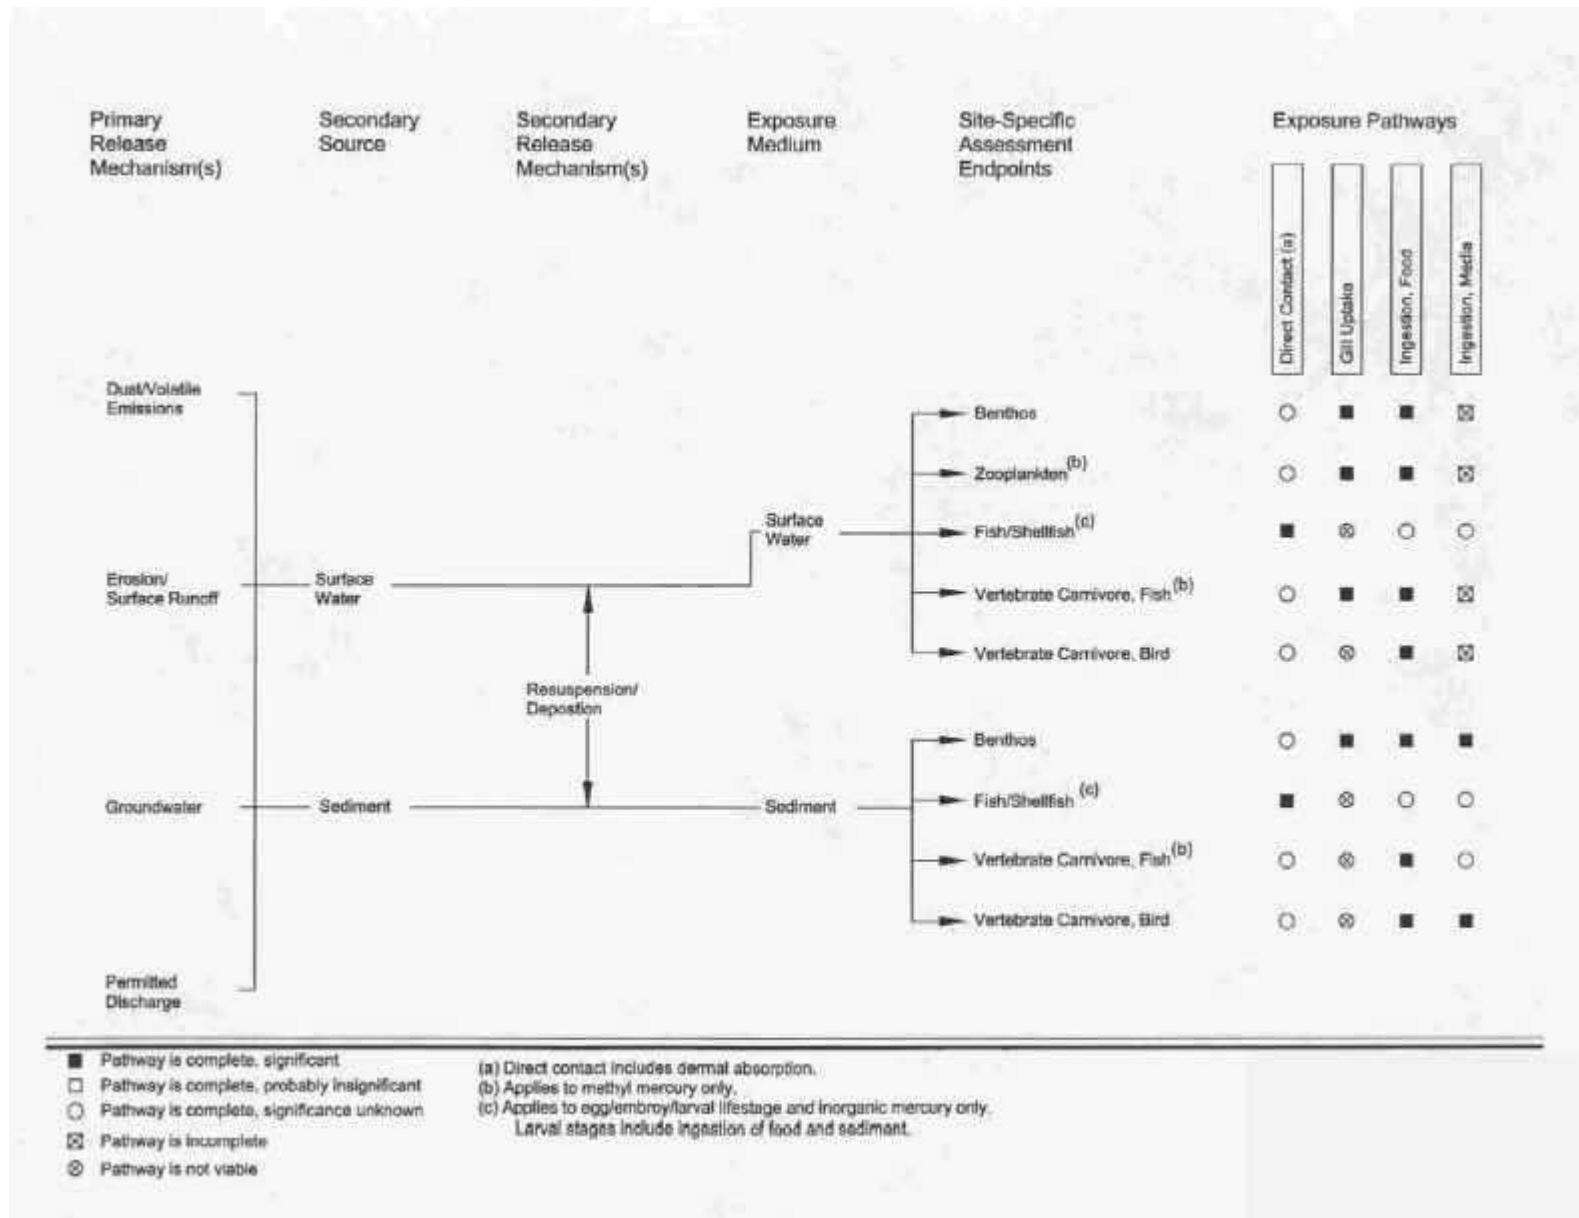 Primary
Release
Mechanism(s)
Secondary
Source
Secondary
Release
Mechanism(s)
Exposure
Medium
Site-Specific
Assessment
Endpoints
Exposure Pathways
Direct Contact (a)
Gill Uptake
Ingestion, Food
Ingestion, Media
Dust/Volatile
Emissions
Erosion/
Surface Runoff
Groundwater
Permitted
Discharge
Surface
Water
Sediment
Resuspension/
Depostion
Surface
Water
Sediment
Benthos
Zooplankton(b)
Fish/Shellfish(c)
Vertebrate Carnivore, Fish(b)
Vertebrate Carnivore, Bird
Benthos
Fish/Shellfish (c)
Vertebrate Carnivore, Fish(b)
Vertebrate Carnivore, Bird
Pathway is complete, significant
Pathway is complete, probably insignificant
Pathway is complete, significance unknown
Pathway is incomplete
Pathway is not viable
(a) Direct contact includes dermal absorption.
(b) Applies to methyl mercury only.
(c) Applies to egg/embroy/larval lifestage and inorganic mercury only.
Larval stages include ingestion of food and sediment.